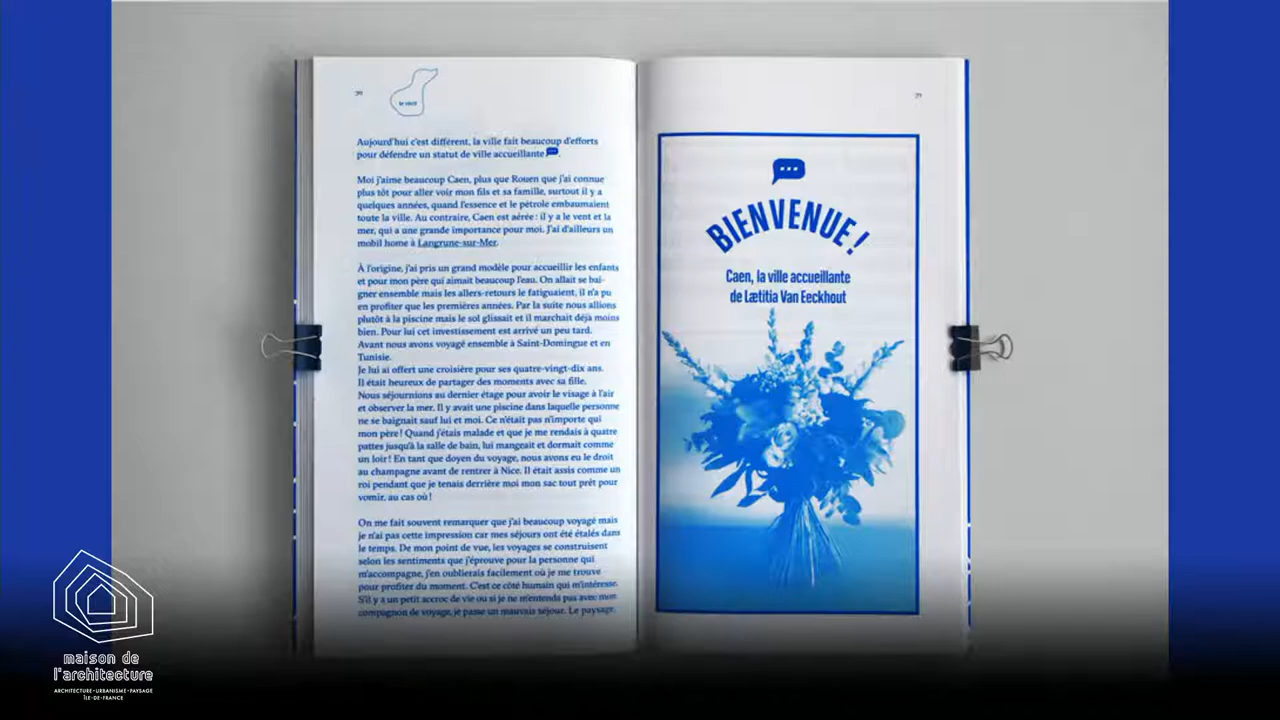 70
le récit
Aujourd'hui c'est différent, la ville fait beaucoup d'efforts
pour défendre un statut de ville accueillante.
Moi j'aime beaucoup Caen, plus que Rouen que j'ai connue
plus tôt pour aller voir mon fils et sa famille, surtout il y a
quelques années, quand l'essence et le pétrole embaumaient
toute la ville. Au contraire, Caen est aérée : il y a le vent et la
mer, qui a une grande importance pour moi. J'ai d'ailleurs un
mobil home à Langrune-sur-Mer.
À l'origine, j'ai pris un grand modèle pour accueillir les enfants
et pour mon père qui aimait beaucoup l'eau. On allait se bai-
gner ensemble mais les allers-retours le fatiguaient, il n'a pu
en profiter que les premières années. Par la suite nous allions
plutôt à la piscine mais le sol glissait et il marchait déjà moins
bien. Pour lui cet investissement est arrivé un peu tard.
Avant nous avons voyagé ensemble à Saint-Domingue et en
Tunisie.
Je lui ai offert une croisière pour ses quatre-vingt-dix ans.
Il était heureux de partager des moments avec sa fille.
Nous séjournions au dernier étage pour avoir le visage à l'air
et observer la mer. Il y avait une piscine dans laquelle personne
ne se baignait sauf lui et moi. Ce n'était pas n'importe qui
mon père ! Quand j'étais malade et que je me rendais à quatre
pattes jusqu'à la salle de bain, lui mangeait et dormait comme
un loir ! En tant que doyen du voyage, nous avons eu le droit
au champagne avant de rentrer à Nice. Il était assis comme un
roi pendant que je tenais derrière moi mon sac tout prêt pour
vomir, au cas où !
On me fait souvent remarquer que j'ai beaucoup voyagé mais
je n'ai pas cette impression car mes séjours ont été étalés dans
le temps. De mon point de vue, les voyages se construisent
selon les sentiments que j'éprouve pour la personne qui
m'accompagne, j'en oublierais facilement où je me trouve
pour profiter du moment. C'est ce côté humain qui m'intéresse.
S'il y a un petit accroc de vie ou si je ne m'entends pas avec mon
compagnon de voyage, je passe un mauvais séjour. Le paysage,
71
BIENVENUE !
Caen, la ville accueillante
de Lætitia Van Eeckhout
maison de
l'architecture
ARCHITECTURE-URBANISME-PAYSAGE
ÎLE-DE-FRANCE